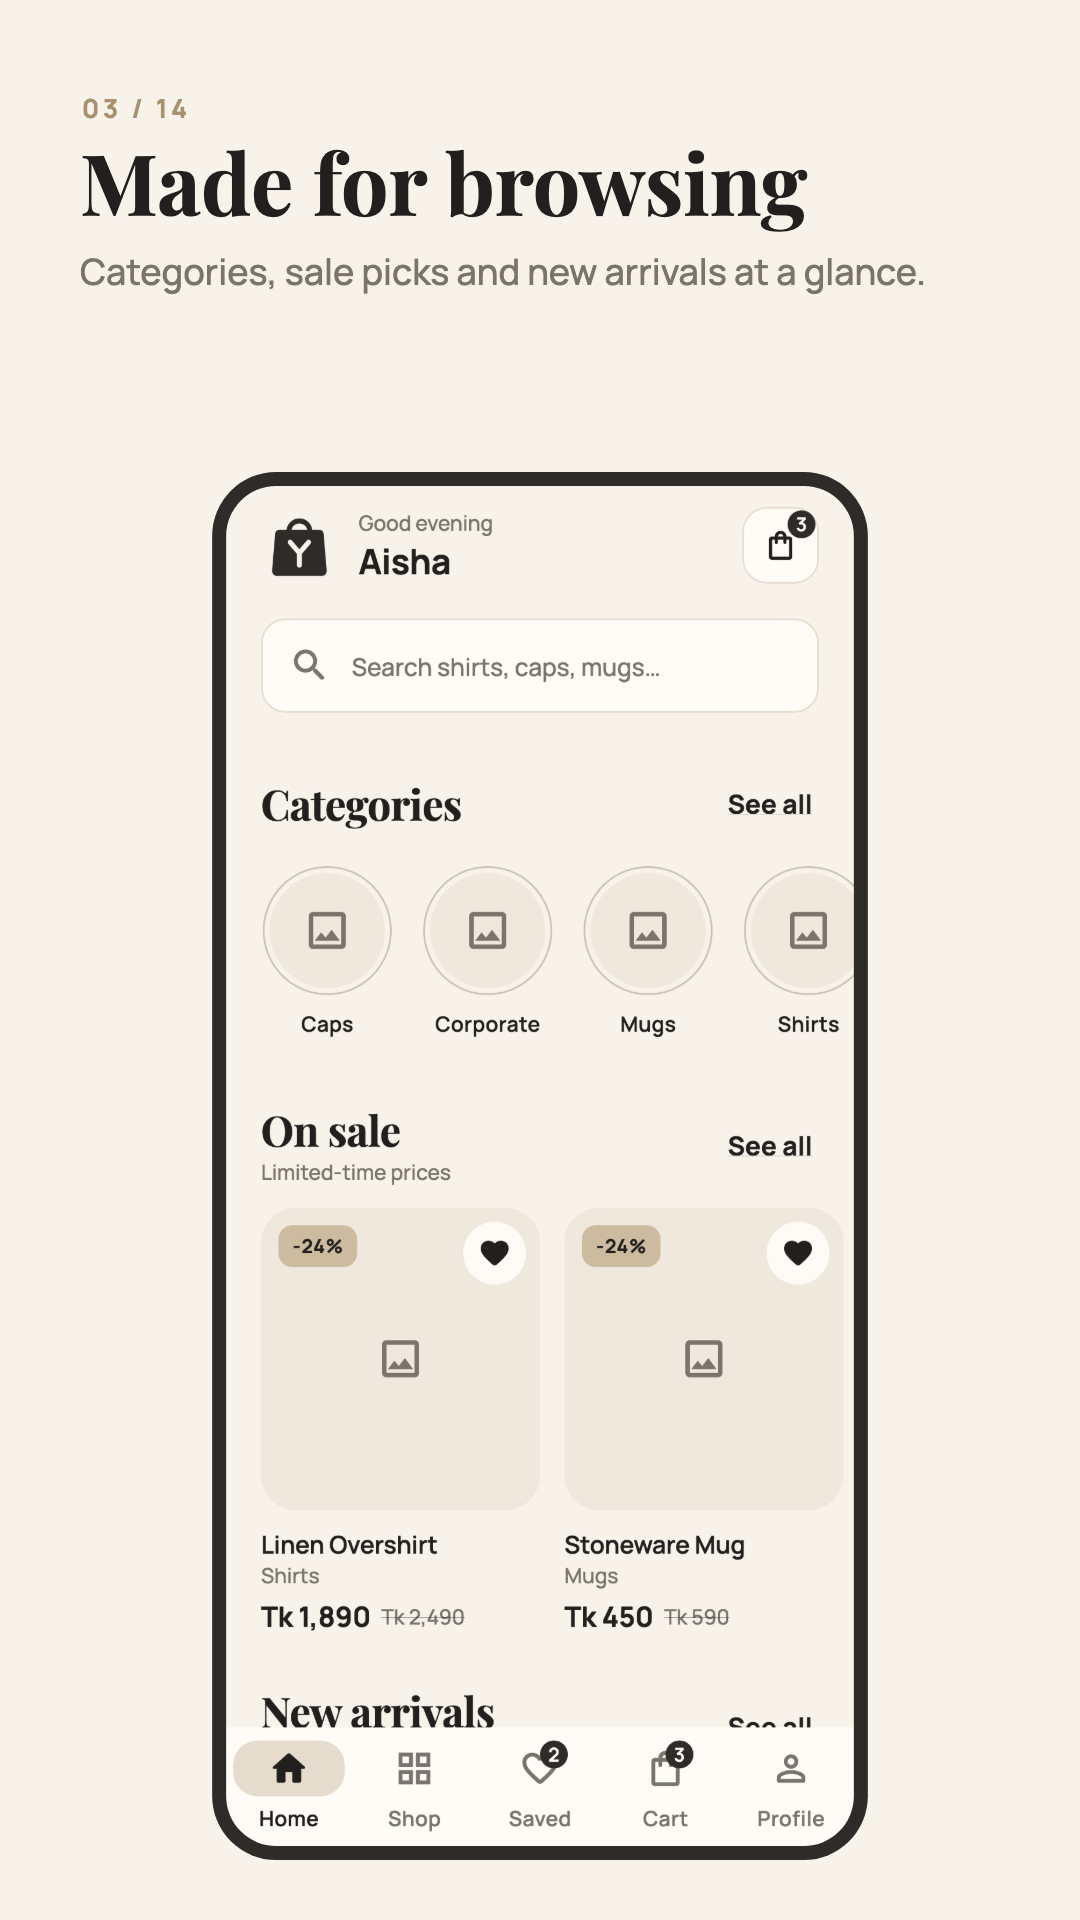 03 / 14
Made for browsing
Categories, sale picks and new arrivals at a glance.
Y
Good evening
Aisha
3
Search shirts, caps, mugs...
Categories
See all
Caps
Corporate
Mugs
Shirts
On sale
See all
Limited-time prices
-24%
-24%
Linen Overshirt
Shirts
Tk 1,890 Tk 2,490
Stoneware Mug
Mugs
Tk 450 Tk 590
New arrivals
See all
2
3
Home
Shop
Saved
Cart
Profile